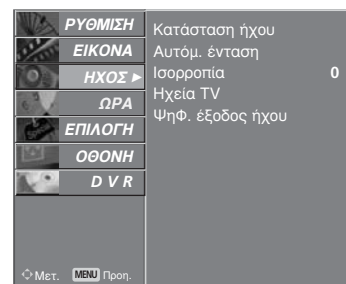 ΡΥΘΜΙΣΗ
ΕΙΚΟΝΑ
ΗΧΟΣ ►
ΩΡΑ
ΕΠΙΛΟΓΗ
ΟΘΟΝΗ
D V R
Κατάσταση ήχου
Αυτόμ. ένταση
Ισορροπία 0
Ηχεία TV
ΨηΦ. έξοδος ήχου
Μετ. MENU Προη.